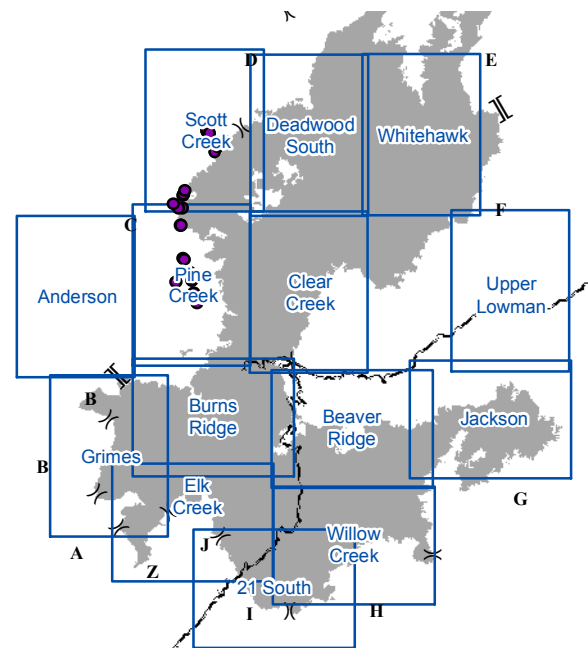 D
E
Scott
Creek
Deadwood
South
Whitehawk
C
F
Pine
Creek
Anderson
Clear
Creek
Upper
Lowman
B
Burns
Ridge
Beaver
Ridge
Jackson
B
Grimes
Elk
Creek
G
A
Z
J
Willow
Creek
21 South
I
H